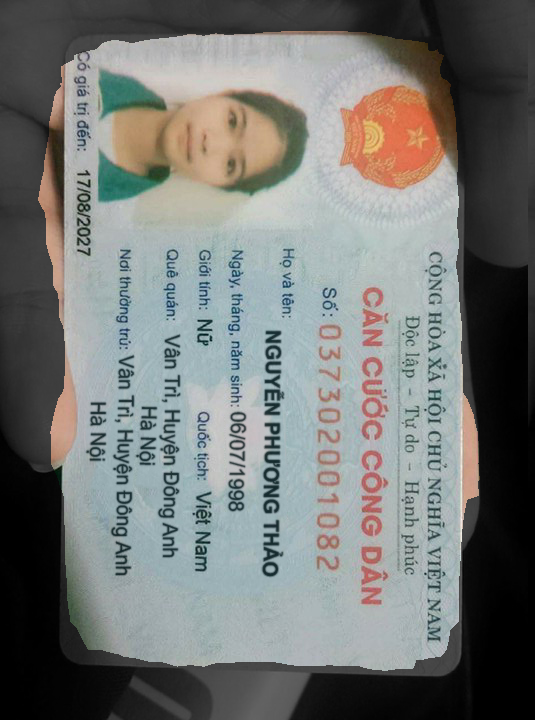 CỘNG HÒA XÃ HỘI CHỦ NGHĨA VIỆT NAM
Độc lập - Tự do - Hạnh phúc
CĂN CƯỚC CÔNG DÂN
Số: 037302001082
Họ và tên:
NGUYỄN PHƯƠNG THẢO
Ngày, tháng, năm sinh: 06/07/1998
Giới tính: Nữ Quốc tịch: Việt Nam
Quê quán: Vân Trì, Huyện Đông Anh
Hà Nội
Nơi thường trú: Vân Trì, Huyện Đông Anh
Hà Nội
Có giá trị đến: 17/08/2027